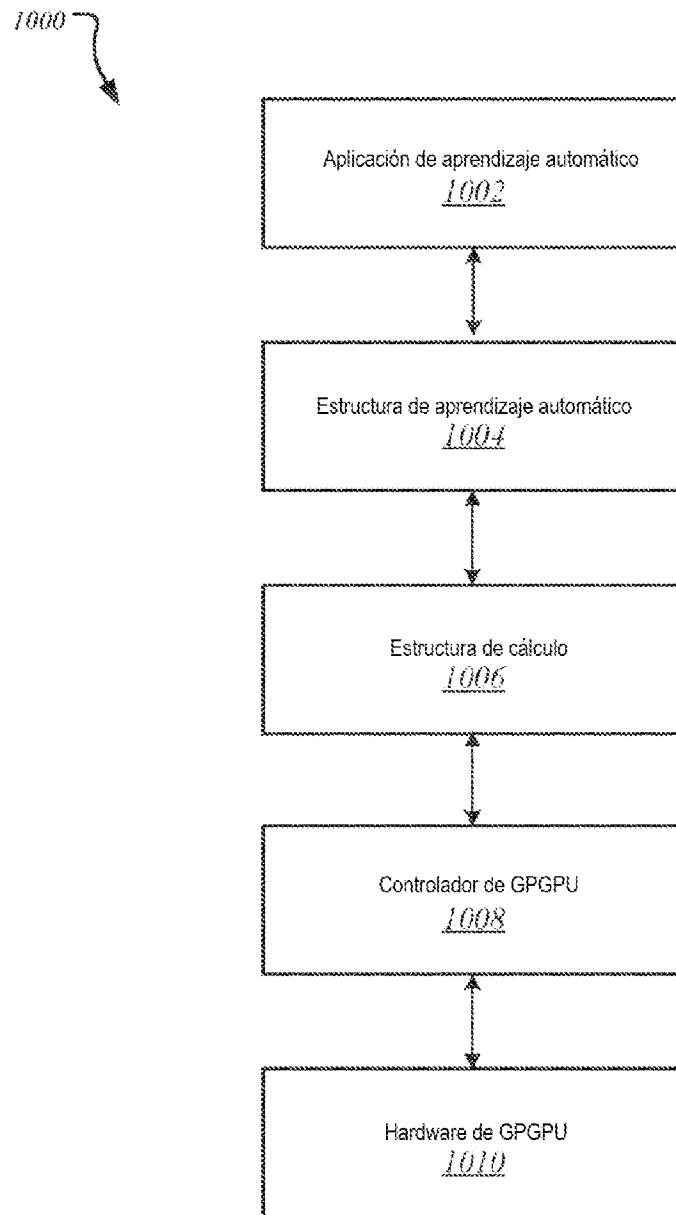 1000
Aplicación de aprendizaje automático
1002
Estructura de aprendizaje automático
1004
Estructura de cálculo
1006
Controlador de GPGPU
1008
Hardware de GPGPU
1010